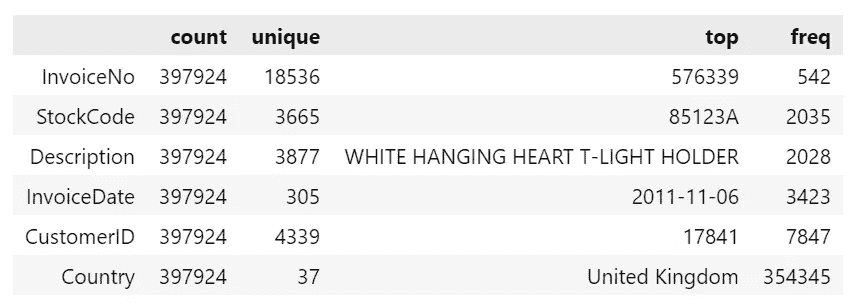 count unique top freq
InvoiceNo 397924 18536 576339 542
StockCode 397924 3665 85123A 2035
Description 397924 3877 WHITE HANGING HEART T-LIGHT HOLDER 2028
InvoiceDate 397924 305 2011-11-06 3423
CustomerID 397924 4339 17841 7847
Country 397924 37 United Kingdom 354345